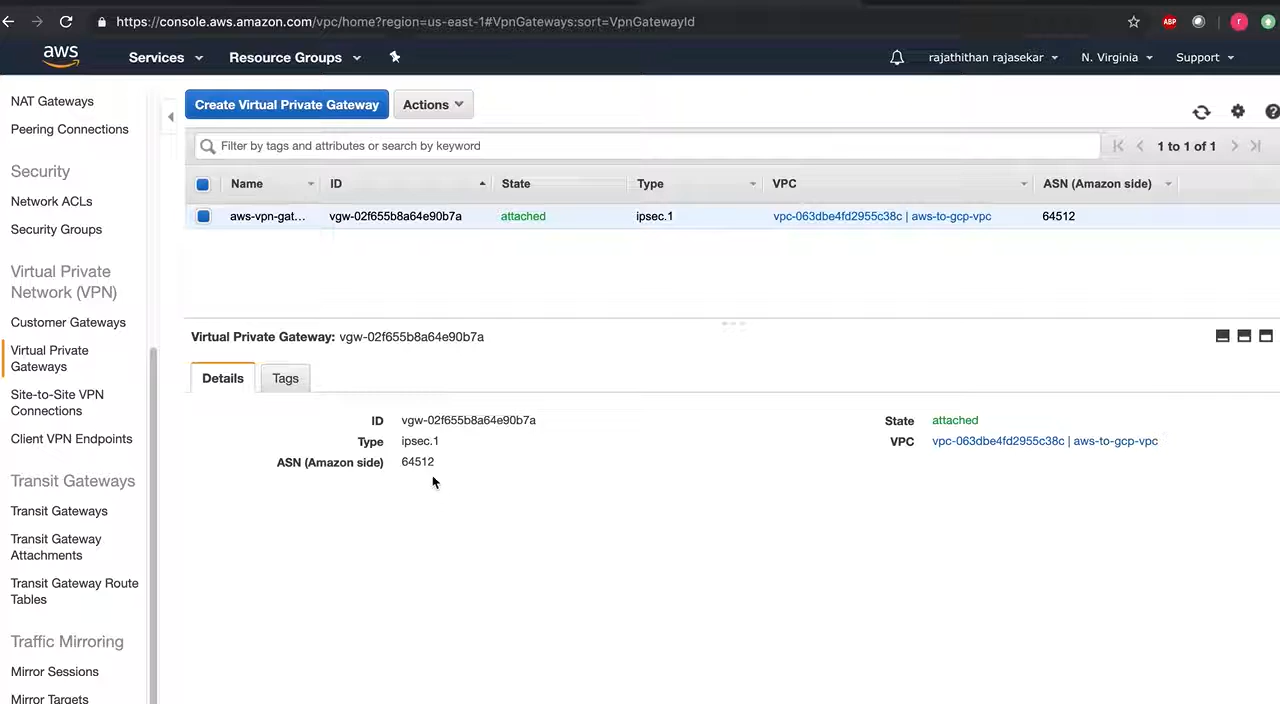 https://console.aws.amazon.com/vpc/home?region=us-east-1#VpnGateways:sort=VpnGatewayId
ABP
r
aws
Services
Resource Groups
rajathithan rajasekar
N. Virginia
Support
NAT Gateways
Peering Connections
Security
Network ACLs
Security Groups
Virtual Private
Network (VPN)
Customer Gateways
Virtual Private
Gateways
Site-to-Site VPN
Connections
Client VPN Endpoints
Transit Gateways
Transit Gateways
Transit Gateway
Attachments
Transit Gateway Route
Tables
Traffic Mirroring
Mirror Sessions
Mirror Targets
Create Virtual Private Gateway
Actions
Filter by tags and attributes or search by keyword
1 to 1 of 1
Name ID State Type VPC ASN (Amazon side)
aws-vpn-gat... vgw-02f655b8a64e90b7a attached ipsec.1 vpc-063dbe4fd2955c38c | aws-to-gcp-vpc 64512
Virtual Private Gateway: vgw-02f655b8a64e90b7a
Details
Tags
ID vgw-02f655b8a64e90b7a
Type ipsec.1
ASN (Amazon side) 64512
State attached
VPC vpc-063dbe4fd2955c38c | aws-to-gcp-vpc